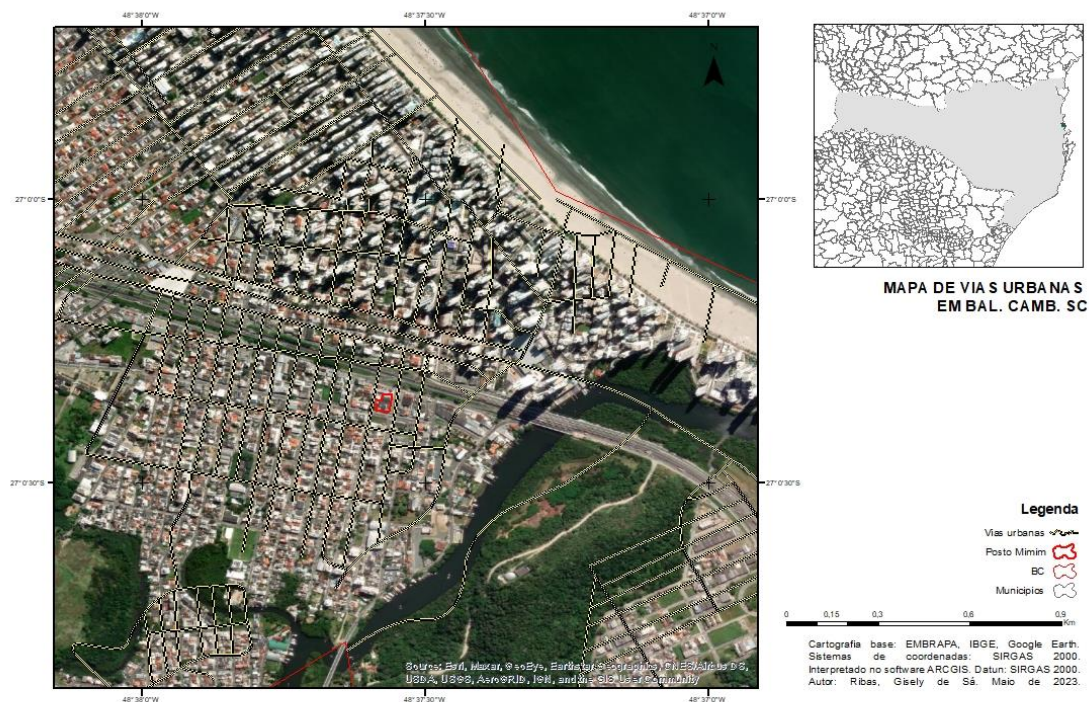 48°38'0"W 48°37'30"W 48°37'0"W
N
27°0'0"S 27°0'0"S
MAPA DE VIAS URBANAS
EM BAL. CAMB. SC
27°0'30"S 27°0'30"S
Legenda
Vias urbanas
Posto Mimim
BC
Municipios
0 0,15 0,3 0,6 0,9
Km
Cartografia base: EMBRAPA, IBGE, Google Earth.
Sistemas de coordenadas: SIRGAS 2000.
Interpretado no software ARCGIS. Datun: SIRGAS 2000.
Autor: Ribas, Gisely de Sá. Maio de 2023.
Source: Esri, Maxar, GeoEye, Earthstar Geographics, CNES/Airbus DS,
USDA, USGS, AeroGRID, IGN, and the GIS User Community
48°38'0"W 48°37'30"W 48°37'0"W